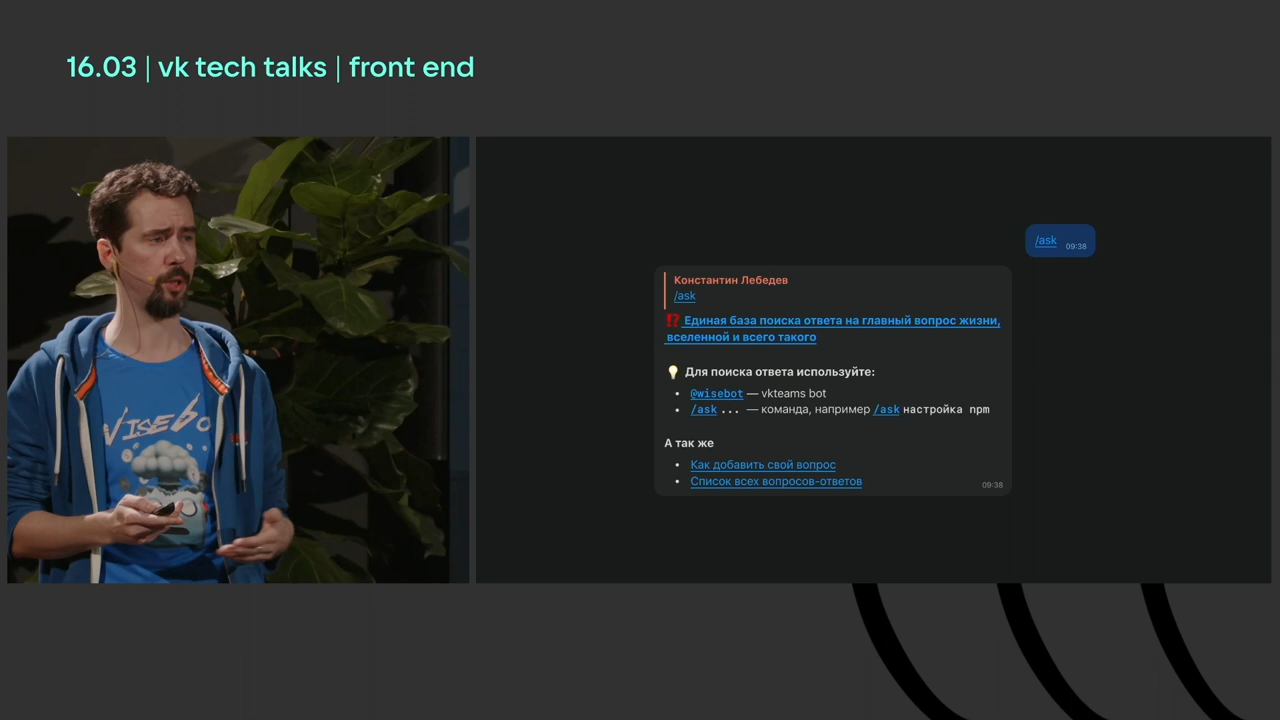 16.03 | vk tech talks | front end
WISEBO
/ask 09:38
Константин Лебедев
/ask
⁉️ Единая база поиска ответа на главный вопрос жизни,
вселенной и всего такого
💡 Для поиска ответа используйте:
• @wisebot — vkteams bot
• /ask ... — команда, например /ask настройка npm
А так же
• Как добавить свой вопрос
• Список всех вопросов-ответов
09:38